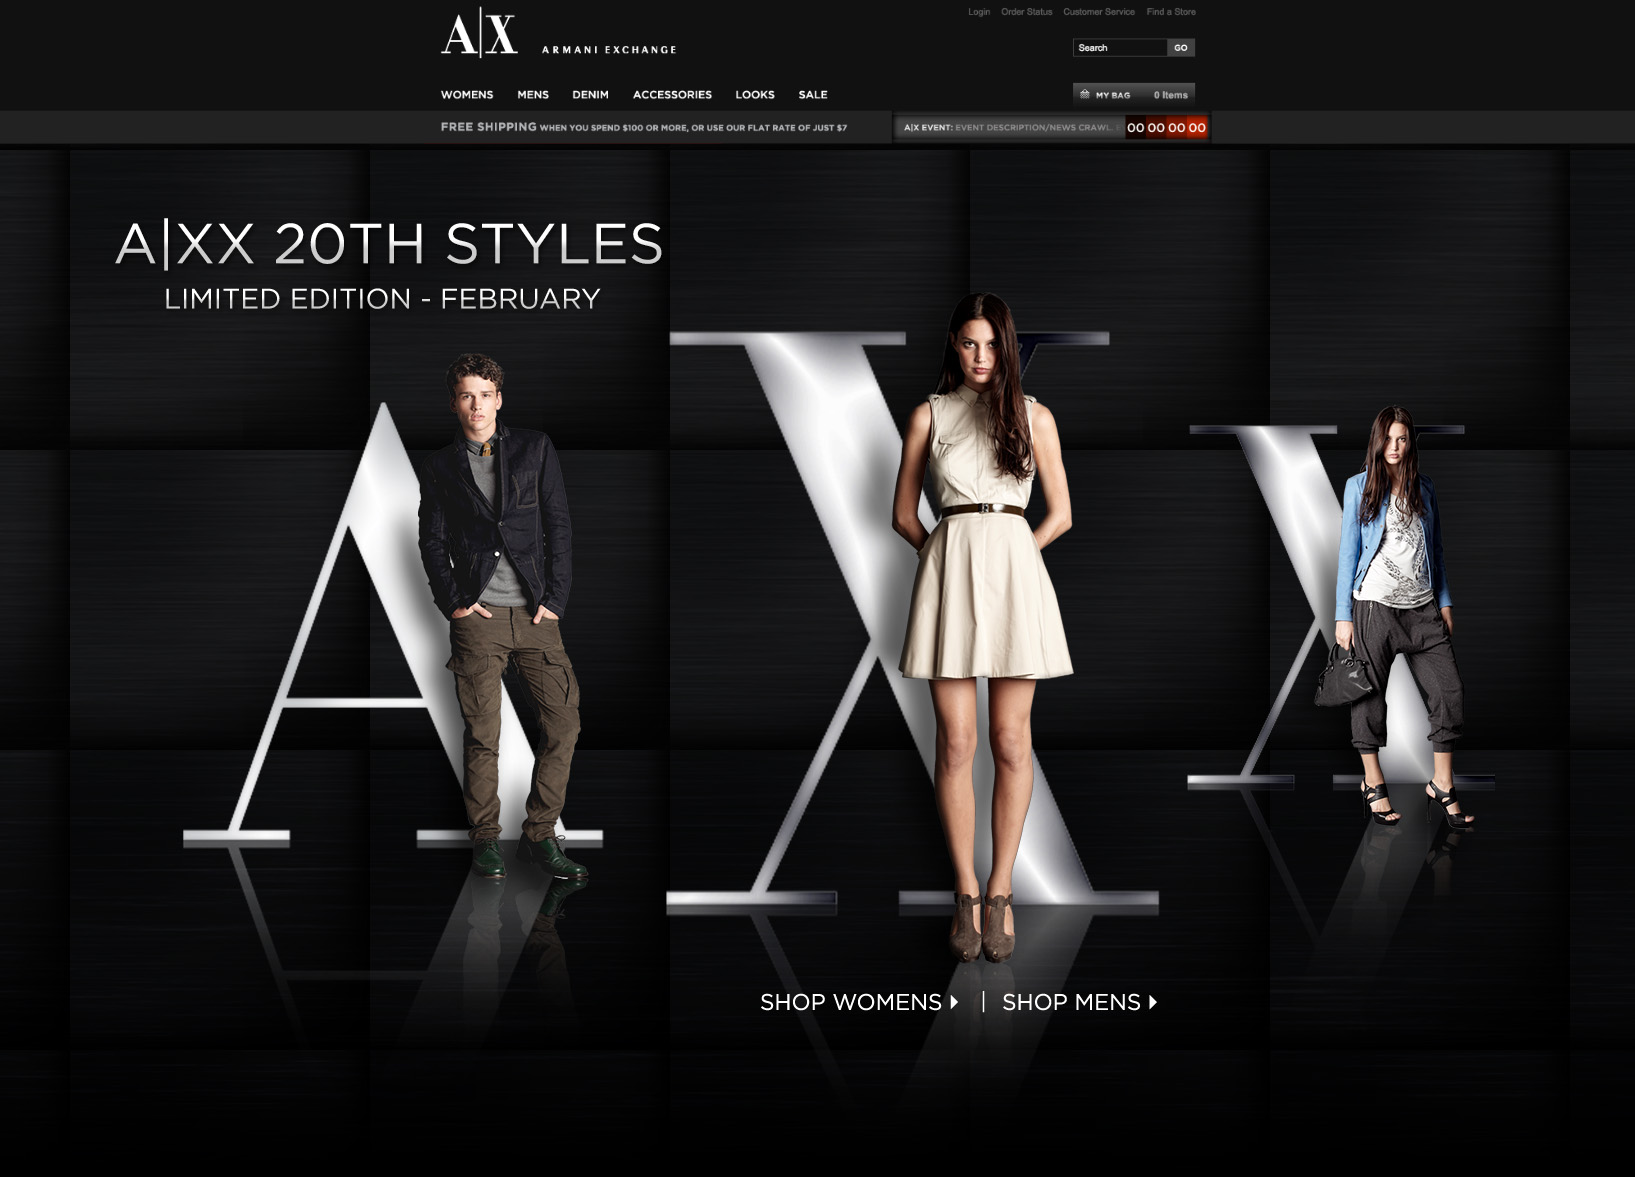 A|X ARMANI EXCHANGE
Login Order Status Customer Service Find a Store
Search GO
WOMENS MENS DENIM ACCESSORIES LOOKS SALE
MY BAG 0 Items
FREE SHIPPING WHEN YOU SPEND $100 OR MORE, OR USE OUR FLAT RATE OF JUST $7
A|X EVENT: EVENT DESCRIPTION/NEWS CRAWL. 00 00 00 00
A|XX 20TH STYLES
LIMITED EDITION - FEBRUARY
A X X
SHOP WOMENS | SHOP MENS